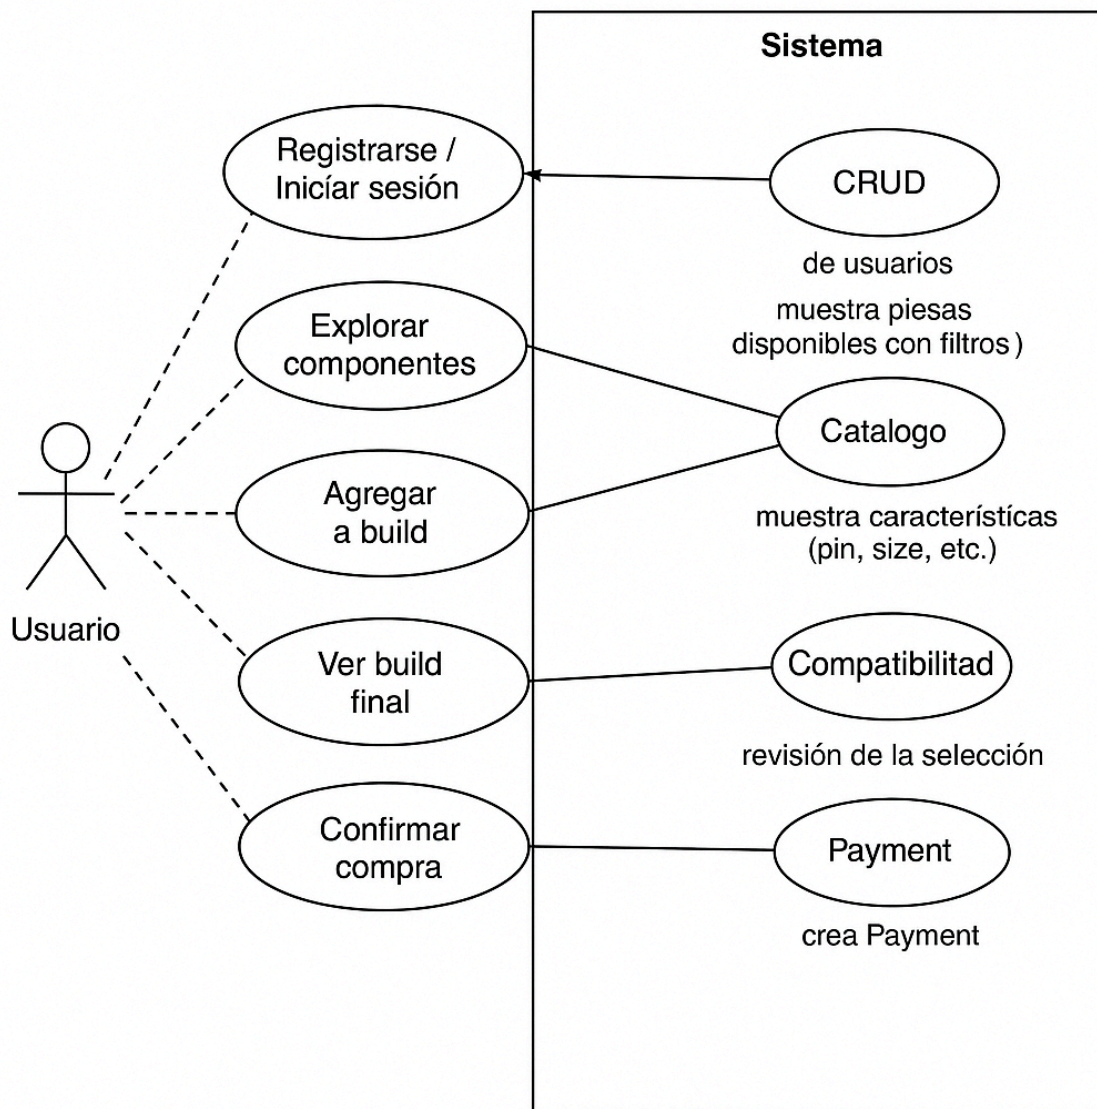 Sistema
Registrarse /
Inicíar sesión
CRUD
de usuarios
muestra piesas
disponibles con filtros )
Explorar
componentes
Catalogo
Agregar
a build
muestra característícas
(pin, size, etc.)
Usuario
Ver build
final
Compatibilitad
revisión de la selección
Confirmar
compra
Payment
crea Payment